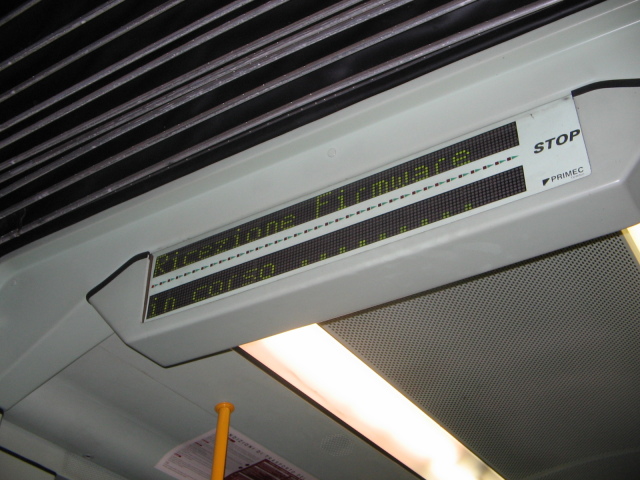 Ricezione Firmware
in corso ..........
STOP
PRIMEC